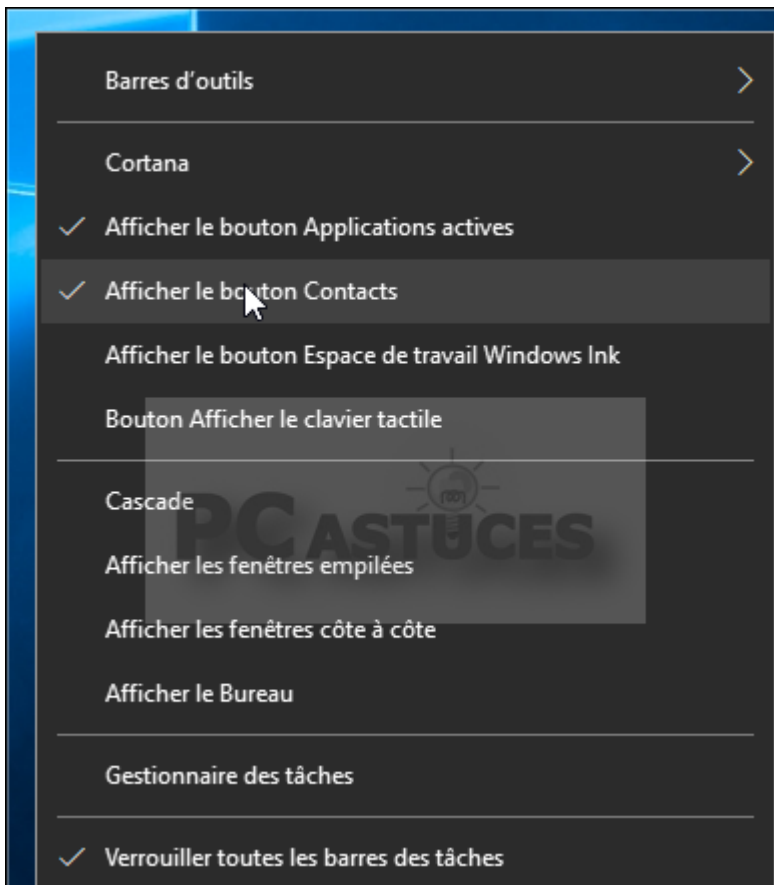 Barres d'outils
Cortana
Afficher le bouton Applications actives
Afficher le bouton Contacts
Afficher le bouton Espace de travail Windows Ink
Bouton Afficher le clavier tactile
Cascade
PC ASTUCES
Afficher les fenêtres empilées
Afficher les fenêtres côte à côte
Afficher le Bureau
Gestionnaire des tâches
Verrouiller toutes les barres des tâches